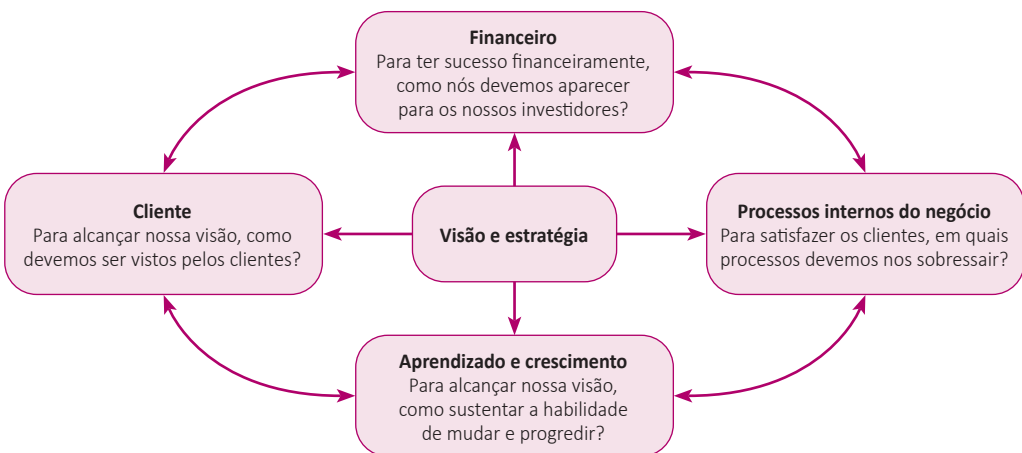 Financeiro
Para ter sucesso financeiramente,
como nós devemos aparecer
para os nossos investidores?
Cliente
Para alcançar nossa visão, como
devemos ser vistos pelos clientes?
Visão e estratégia
Processos internos do negócio
Para satisfazer os clientes, em quais
processos devemos nos sobressair?
Aprendizado e crescimento
Para alcançar nossa visão,
como sustentar a habilidade
de mudar e progredir?